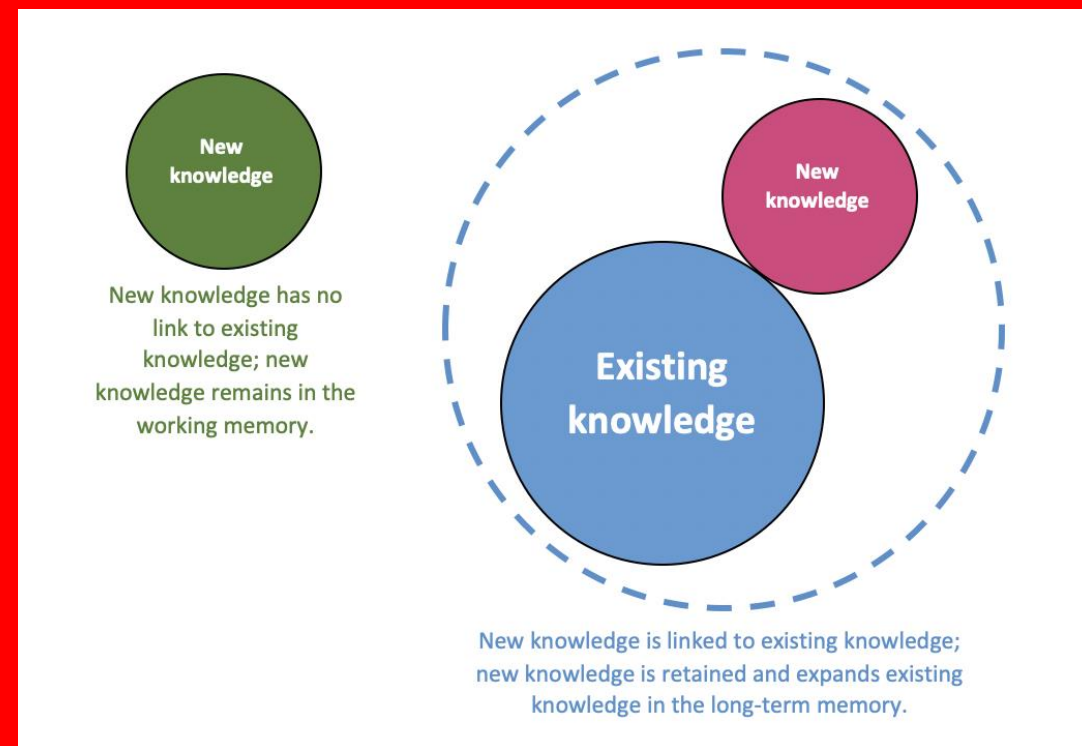 New
knowledge
New knowledge has no
link to existing
knowledge; new
knowledge remains in the
working memory.
New
knowledge
Existing
knowledge
New knowledge is linked to existing knowledge;
new knowledge is retained and expands existing
knowledge in the long-term memory.